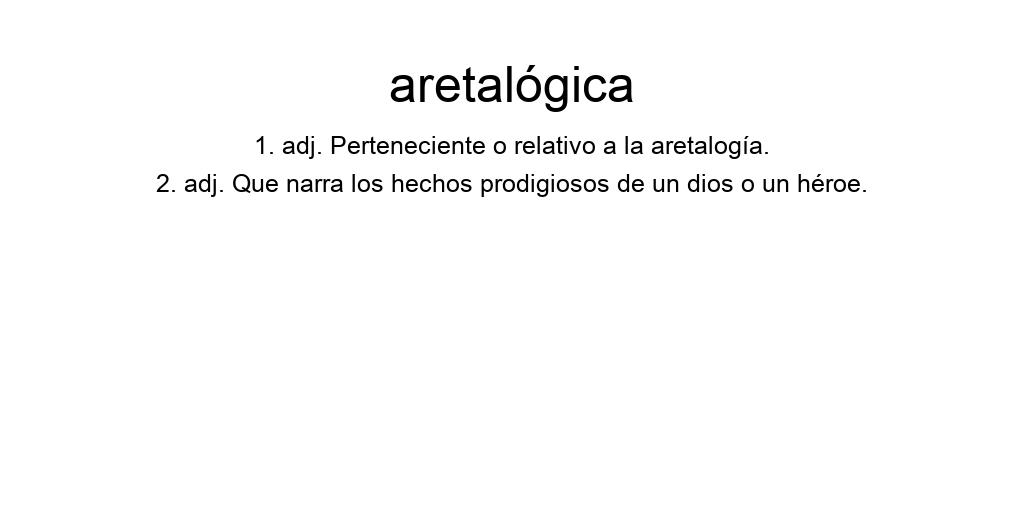 aretalógica
1. adj. Perteneciente o relativo a la aretalogía.
2. adj. Que narra los hechos prodigiosos de un dios o un héroe.